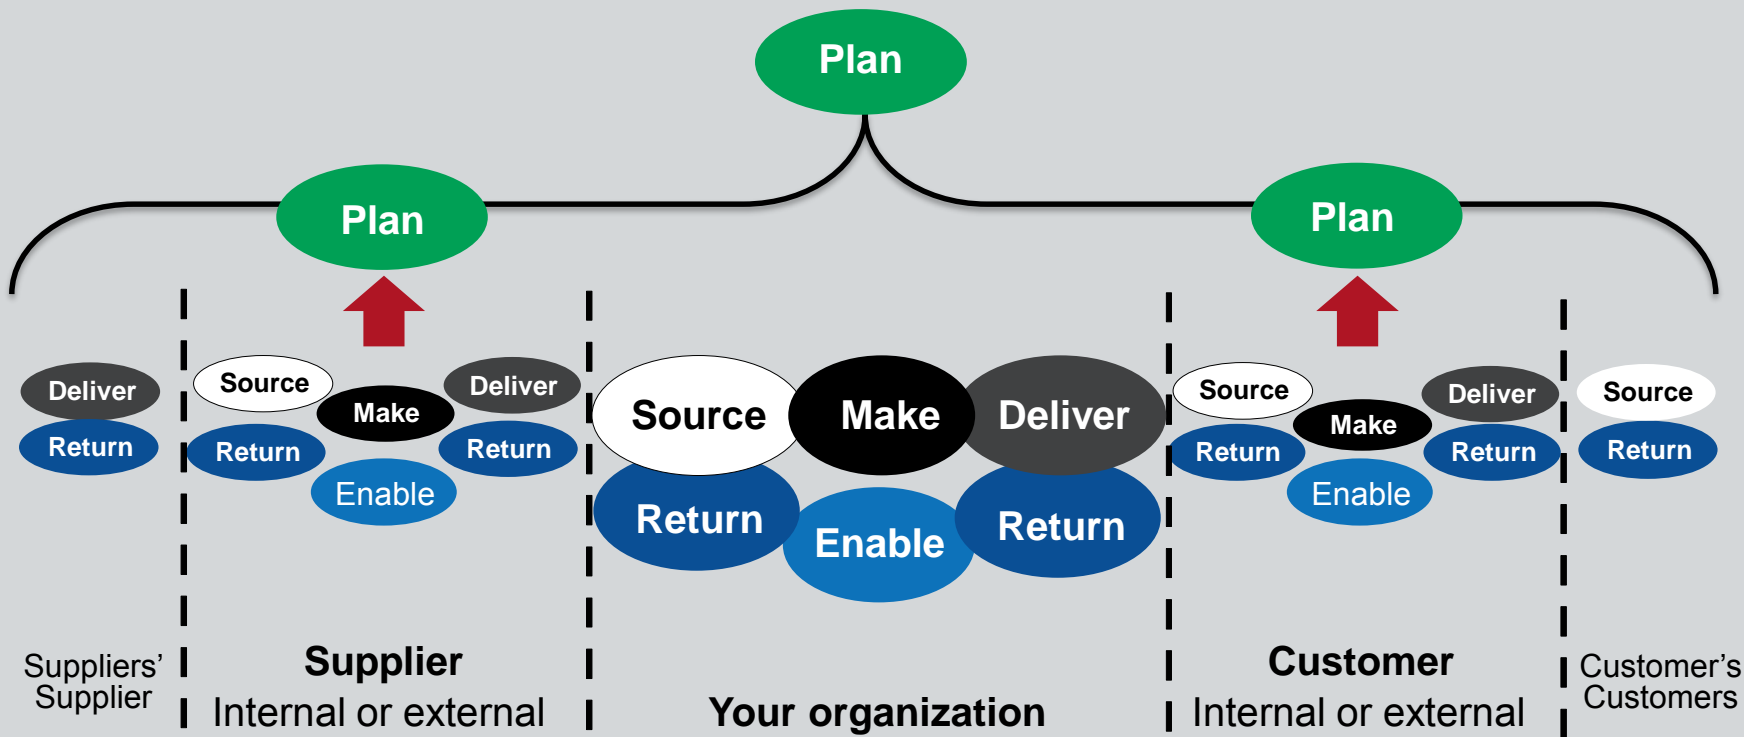 Plan
Plan
Plan
Deliver
Return
Source
Make
Deliver
Return
Return
Enable
Source
Make
Deliver
Return
Enable
Return
Source
Make
Deliver
Return
Return
Enable
Source
Return
Suppliers’
Supplier
Supplier
Internal or external
Your organization
Customer
Internal or external
Customer’s
Customers